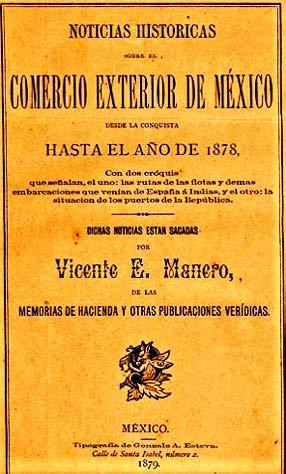 NOTICIAS HISTORICAS
SOBRE EL
COMERCIO EXTERIOR DE MÉXICO
DESDE LA CONQUISTA
HASTA EL AÑO DE 1878,
Con dos cróquis
que señalan, el uno: las rutas de las flotas y demas
embarcaciones que venian de España á Indias, y el otro: la
situacion de los puertos de la República.
DICHAS NOTICIAS ESTAN SACADAS
POR
Vicente E. Manero,
DE LAS
MEMORIAS DE HACIENDA Y OTRAS PUBLICACIONES VERÍDICAS.
MÉXICO.
Tipografía de Gonzalo A. Esteva.
Calle de Santa Isabel, número 2.
1879.